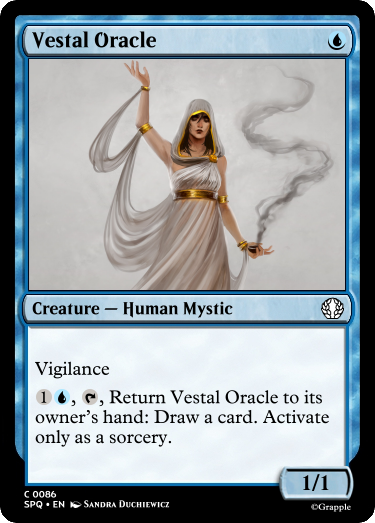 Vestal Oracle
Creature — Human Mystic
Vigilance
1, , Return Vestal Oracle to its
owner's hand: Draw a card. Activate
only as a sorcery.
1/1
C 0086
SPQ • EN Sandra Duchiewicz
©Grapple